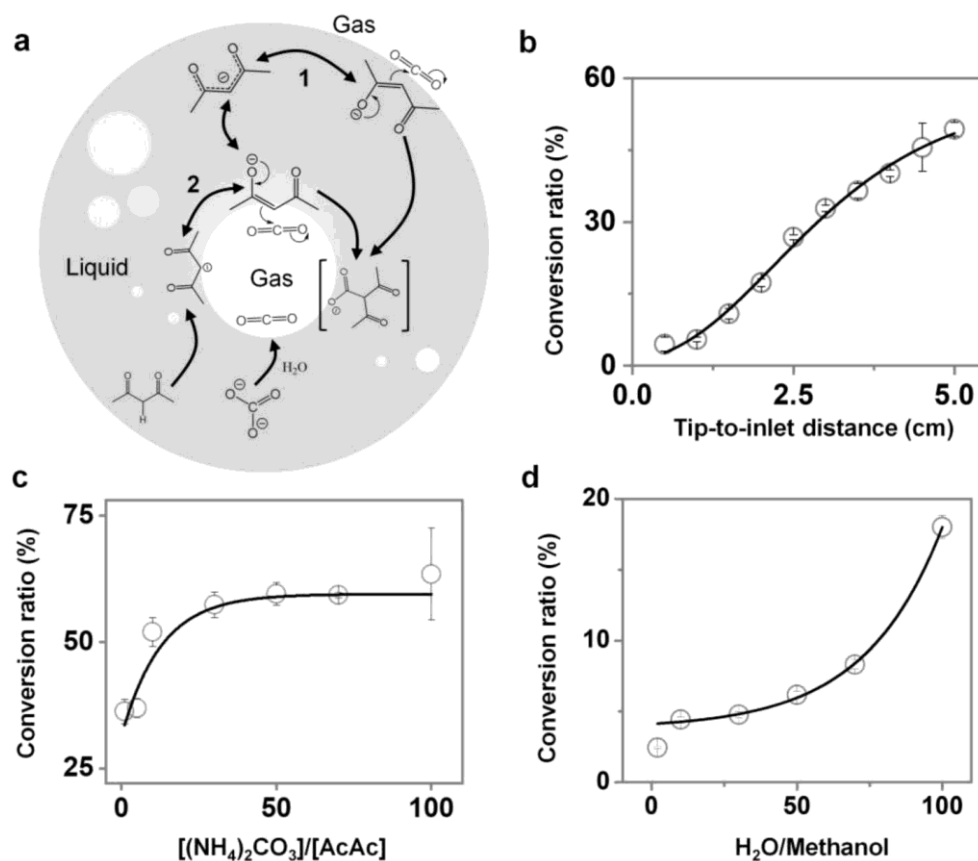 a
Gas
1
2
Liquid
Gas
H₂O
O
O
⊖
O
⊖
O
O=C=O
⊖
O
O
O=C=O
O
⊖
O
O=C=O
O
O
O
⊖
O
O
O
O
H
⊖
O
C
O
O
⊖
b
Conversion ratio (%)
60
30
0
0.0
2.5
5.0
Tip-to-inlet distance (cm)
c
Conversion ratio (%)
75
50
25
0
50
100
[(NH₄)₂CO₃]/[AcAc]
d
Conversion ratio (%)
20
10
0
0
50
100
H₂O/Methanol